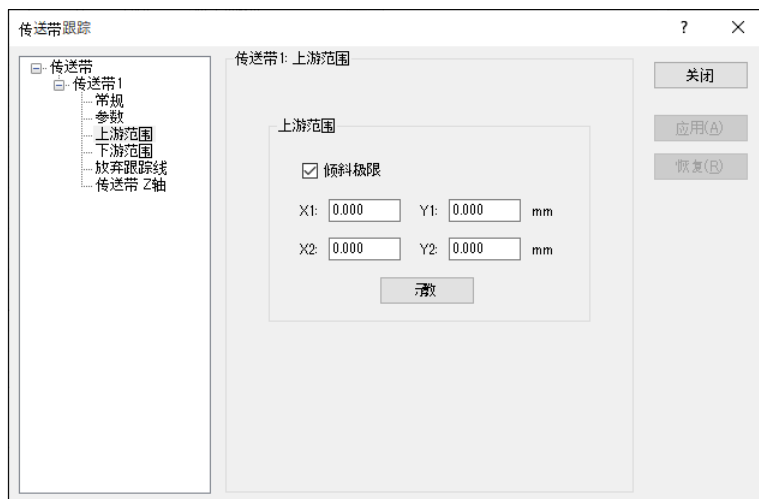 传送带跟踪
?
传送带
传送带1
常规
参数
上游范围
下游范围
放弃跟踪线
传送带 Z轴
传送带1: 上游范围
上游范围
倾斜极限
X1: 0.000 Y1: 0.000 mm
X2: 0.000 Y2: 0.000 mm
示教
关闭
应用(A)
恢复(R)